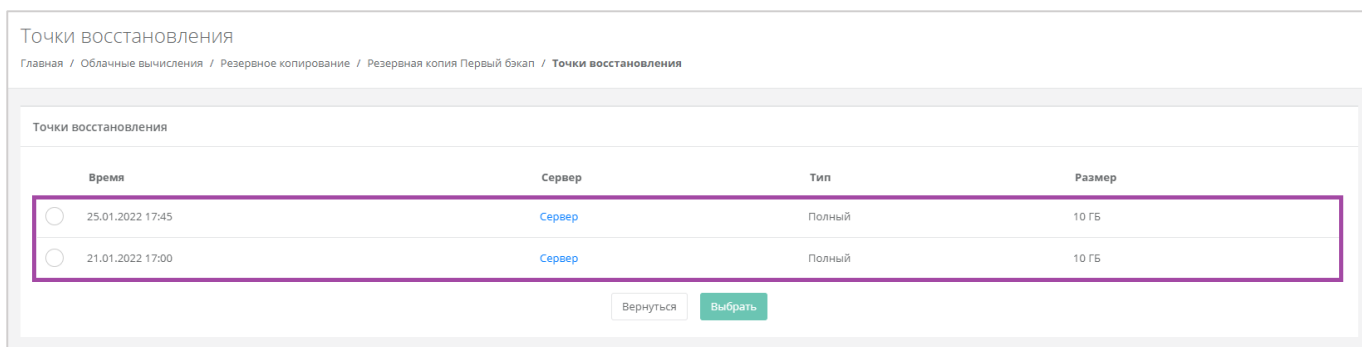 Точки восстановления
Главная / Облачные вычисления / Резервное копирование / Резервная копия Первый бэкап / Точки восстановления
Точки восстановления
Время Сервер Тип Размер
25.01.2022 17:45 Сервер Полный 10 ГБ
21.01.2022 17:00 Сервер Полный 10 ГБ
Вернуться Выбрать